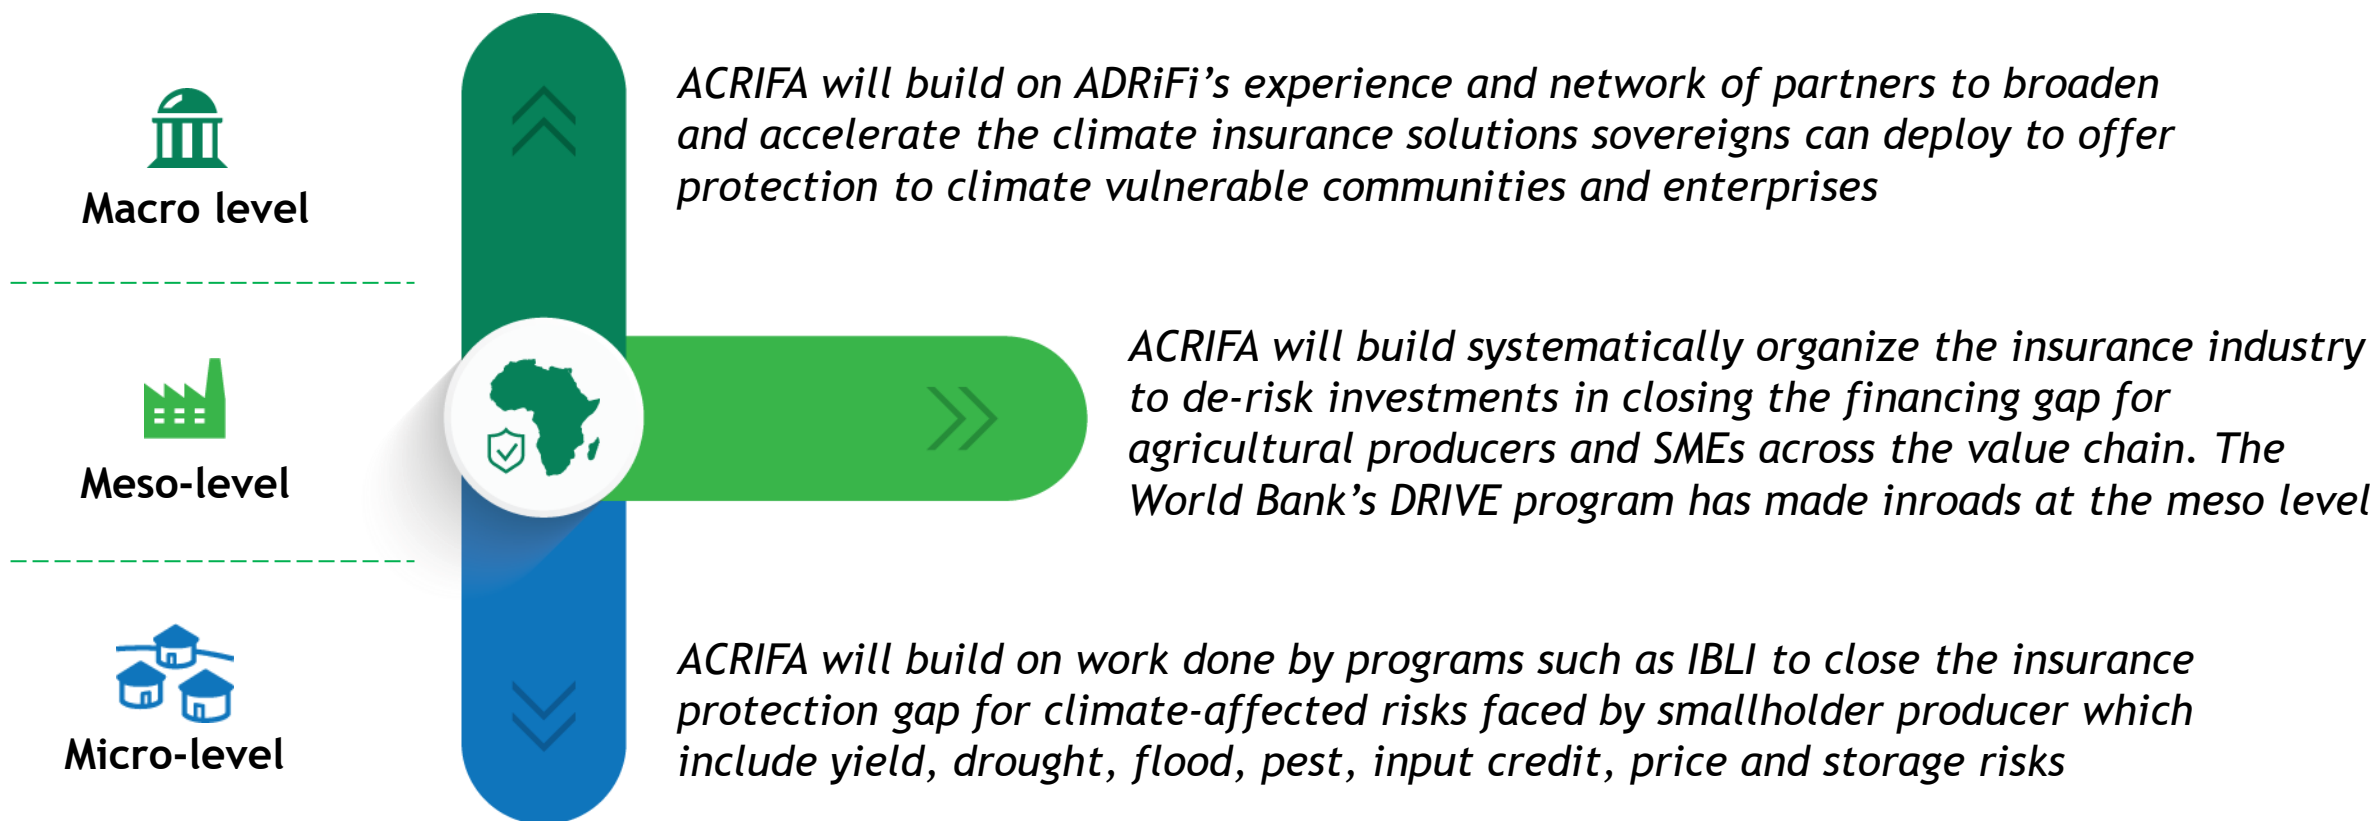 Macro level
ACRIFA will build on ADRiFi’s experience and network of partners to broaden
and accelerate the climate insurance solutions sovereigns can deploy to offer
protection to climate vulnerable communities and enterprises
Meso-level
ACRIFA will build systematically organize the insurance industry
to de-risk investments in closing the financing gap for
agricultural producers and SMEs across the value chain. The
World Bank’s DRIVE program has made inroads at the meso level
Micro-level
ACRIFA will build on work done by programs such as IBLI to close the insurance
protection gap for climate-affected risks faced by smallholder producer which
include yield, drought, flood, pest, input credit, price and storage risks